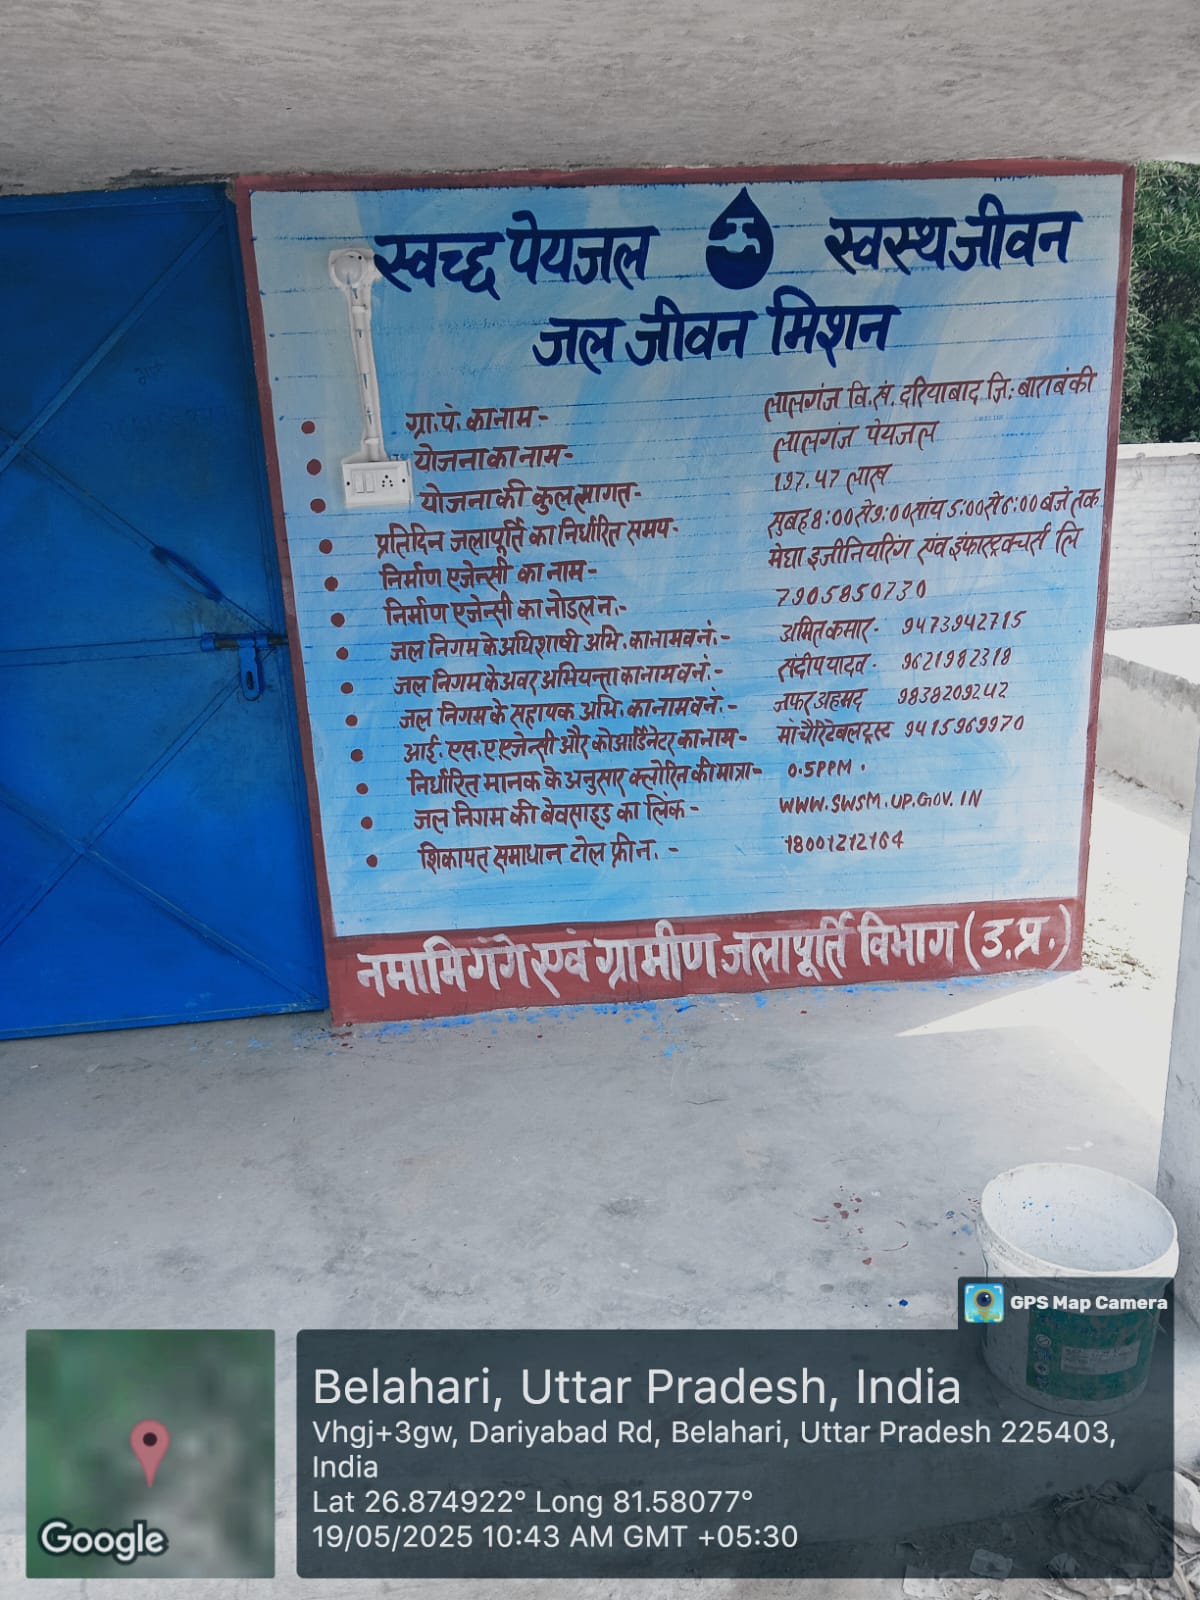 स्वच्छ पेयजल स्वस्थ जीवन
जल जीवन मिशन
ग्रा.पं. का नाम:- लालगंज वि.सं. दरियाबाद जि: बाराबंकी
योजना का नाम- लालगंज पेयजल
योजना की कुल लागत- 197.47 लाख
प्रतिदिन जलापूर्ति का निर्धारित समय- सुबह 8:00 से 9:00 सांय 5:00 से 6:00 बजे तक
निर्माण एजेन्सी का नाम- मेघा इजीनियरिंग एवं इंफास्ट्रक्चर्स लि
निर्माण एजेन्सी का नोडल न.- 7905850730
जल निगम के अधिशाषी अभि. का नाम व नं.- अमित कमार- 9473942715
जल निगम के अवर अभियन्ता का नाम व नं.- संदीप यादव- 9621982318
जल निगम के सहायक अभि. का नाम व नं.- जफर अहमद 9838209242
आई. एस. ए एजेन्सी और कोआर्डिनेटर का नाम- मां चैरिटेबल ट्रस्ट 9415969970
निर्धारित मानक के अनुसार क्लोरिन की मात्रा- 0.5PPM.
जल निगम की बेवसाइड का लिंक- WWW.SWSM.UP.GOV.IN
शिकायत समाधान टोल फ्री न.- 18001212164
नमामि गंगे एवं ग्रामीण जलापूर्ति विभाग (उ.प्र.)
GPS Map Camera
Belahari, Uttar Pradesh, India
Vhgj+3gw, Dariyabad Rd, Belahari, Uttar Pradesh 225403,
India
Lat 26.874922° Long 81.58077°
19/05/2025 10:43 AM GMT +05:30
Google